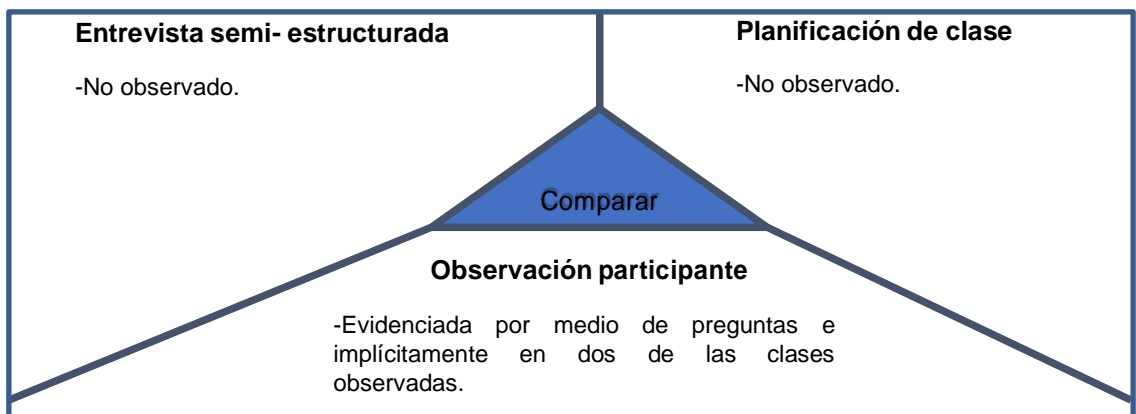 Entrevista semi- estructurada
-No observado.
Planificación de clase
-No observado.
Comparar
Observación participante
-Evidenciada por medio de preguntas e
implícitamente en dos de las clases
observadas.